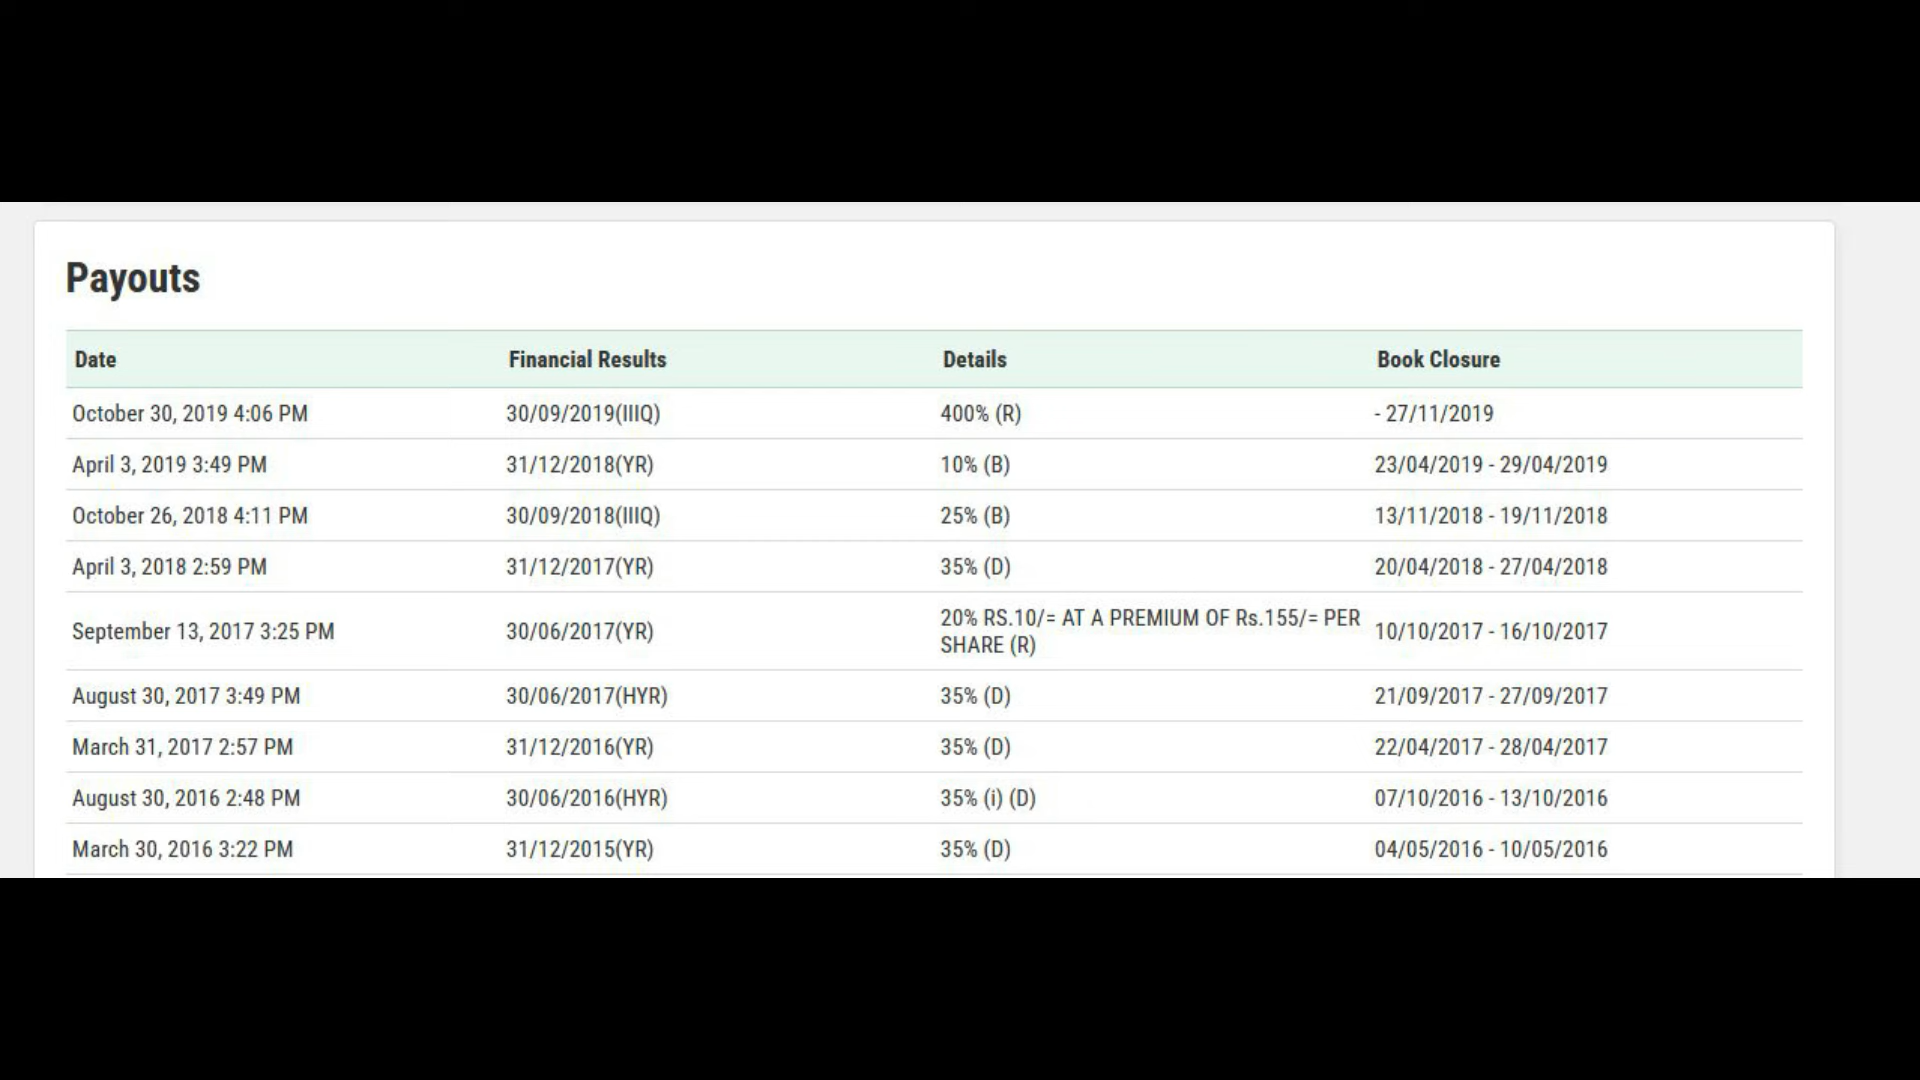 Payouts
Date Financial Results Details Book Closure
October 30, 2019 4:06 PM 30/09/2019(IIIQ) 400% (R) - 27/11/2019
April 3, 2019 3:49 PM 31/12/2018(YR) 10% (B) 23/04/2019 - 29/04/2019
October 26, 2018 4:11 PM 30/09/2018(IIIQ) 25% (B) 13/11/2018 - 19/11/2018
April 3, 2018 2:59 PM 31/12/2017(YR) 35% (D) 20/04/2018 - 27/04/2018
September 13, 2017 3:25 PM 30/06/2017(YR) 20% RS.10/= AT A PREMIUM OF Rs.155/= PER
SHARE (R) 10/10/2017 - 16/10/2017
August 30, 2017 3:49 PM 30/06/2017(HYR) 35% (D) 21/09/2017 - 27/09/2017
March 31, 2017 2:57 PM 31/12/2016(YR) 35% (D) 22/04/2017 - 28/04/2017
August 30, 2016 2:48 PM 30/06/2016(HYR) 35% (i) (D) 07/10/2016 - 13/10/2016
March 30, 2016 3:22 PM 31/12/2015(YR) 35% (D) 04/05/2016 - 10/05/2016